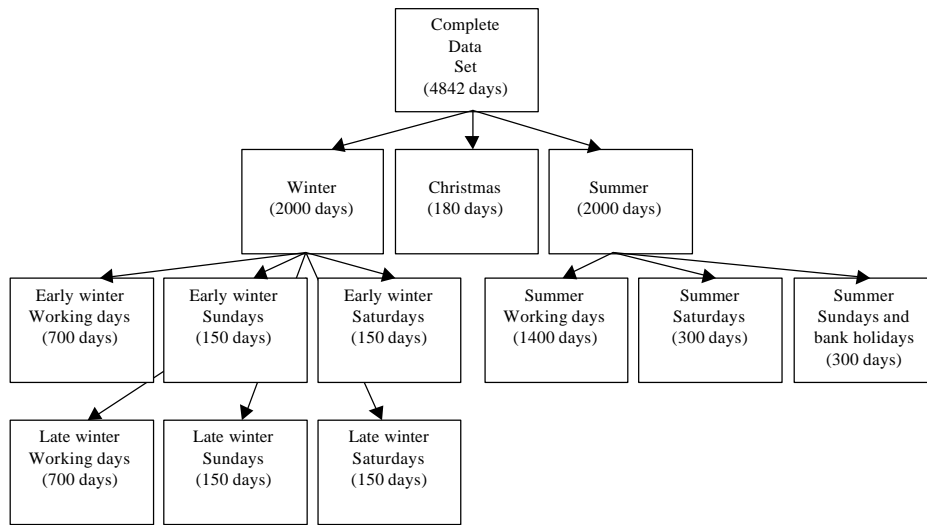 Complete
Data
Set
(4842 days)
Winter
(2000 days)
Christmas
(180 days)
Summer
(2000 days)
Early winter
Working days
(700 days)
Early winter
Sundays
(150 days)
Early winter
Saturdays
(150 days)
Summer
Working days
(1400 days)
Summer
Saturdays
(300 days)
Summer
Sundays and
bank holidays
(300 days)
Late winter
Working days
(700 days)
Late winter
Sundays
(150 days)
Late winter
Saturdays
(150 days)